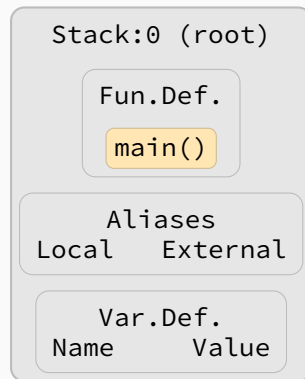 Stack:0 (root)
Fun.Def.
main()
Aliases
Local External
Var.Def.
Name Value